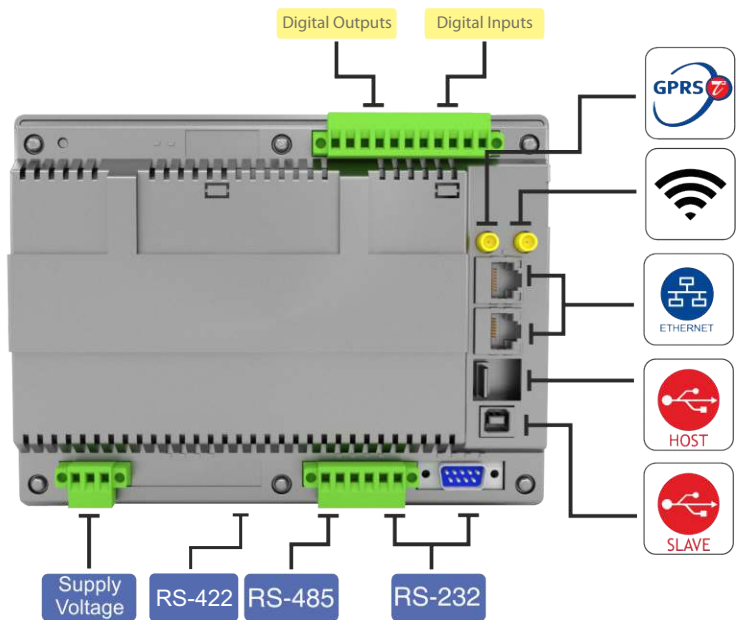 Digital Outputs
Digital Inputs
GPRS
ETHERNET
HOST
SLAVE
Supply
Voltage
RS-422
RS-485
RS-232